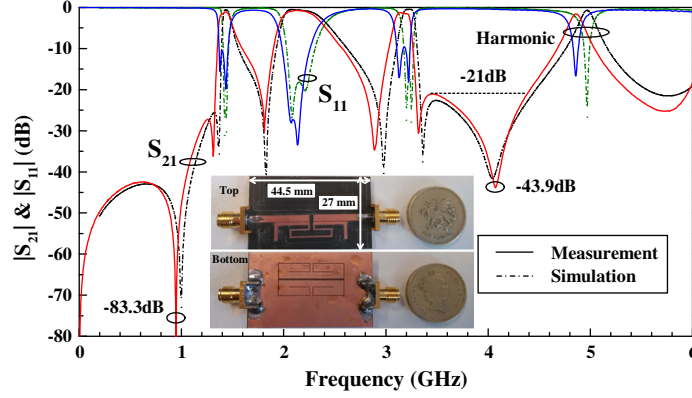 0
-10
-20
-30
-40
-50
-60
-70
-80
|S21| & |S11| (dB)
Harmonic
-21dB
S11
S21
-43.9dB
-83.3dB
Top
44.5 mm
27 mm
Bottom
Measurement
Simulation
0
1
2
3
4
5
6
Frequency (GHz)